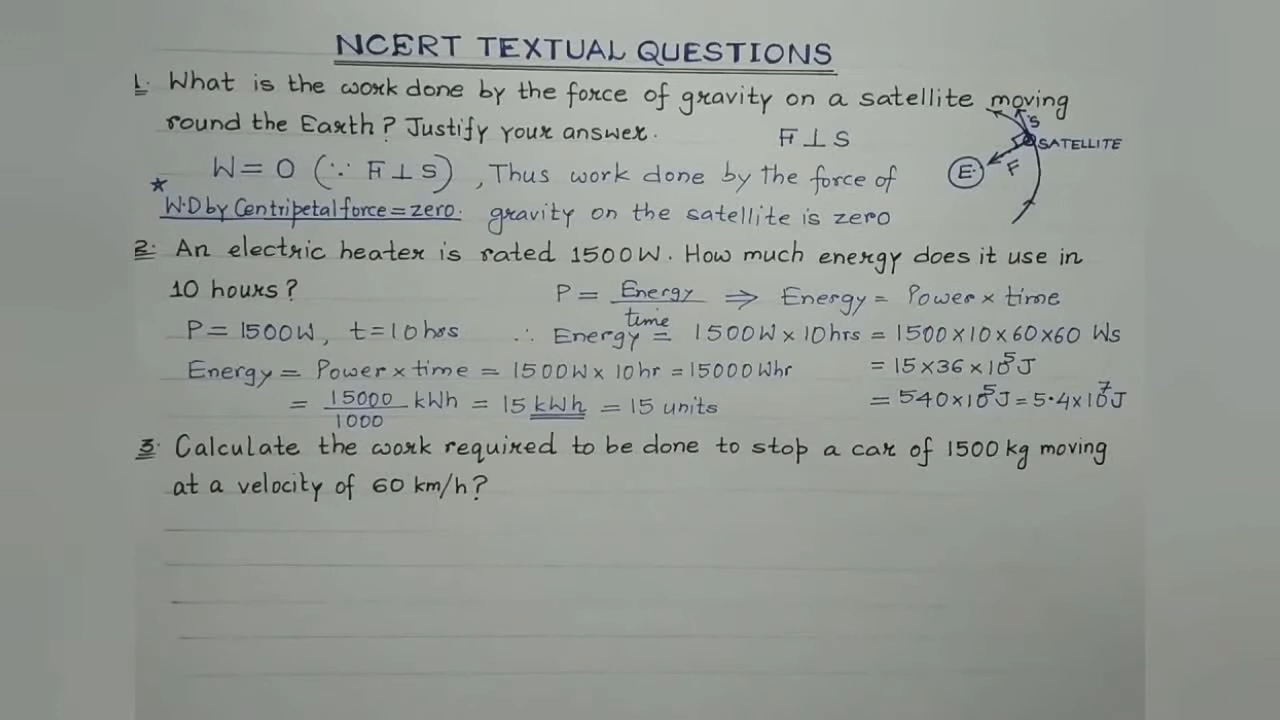 NCERT TEXTUAL QUESTIONS
1. What is the work done by the force of gravity on a satellite moving
round the Earth? Justify your answer. F ⊥ S
S
SATELLITE
E
F
W = 0 (∵ F ⊥ S), Thus work done by the force of
* W.D by Centripetal force = zero. gravity on the satellite is zero
2. An electric heater is rated 1500W. How much energy does it use in
10 hours? P = Energy/time ⇒ Energy = Power × time
P = 1500W, t = 10 hrs ∴ Energy = 1500W × 10hrs = 1500×10×60×60 Ws
Energy = Power × time = 1500W × 10 hr = 15000 Whr = 15×36×10⁵J
= 15000/1000 kWh = 15 kWh = 15 units = 540×10⁵J = 5.4×10⁷J
3. Calculate the work required to be done to stop a car of 1500 kg moving
at a velocity of 60 km/h?